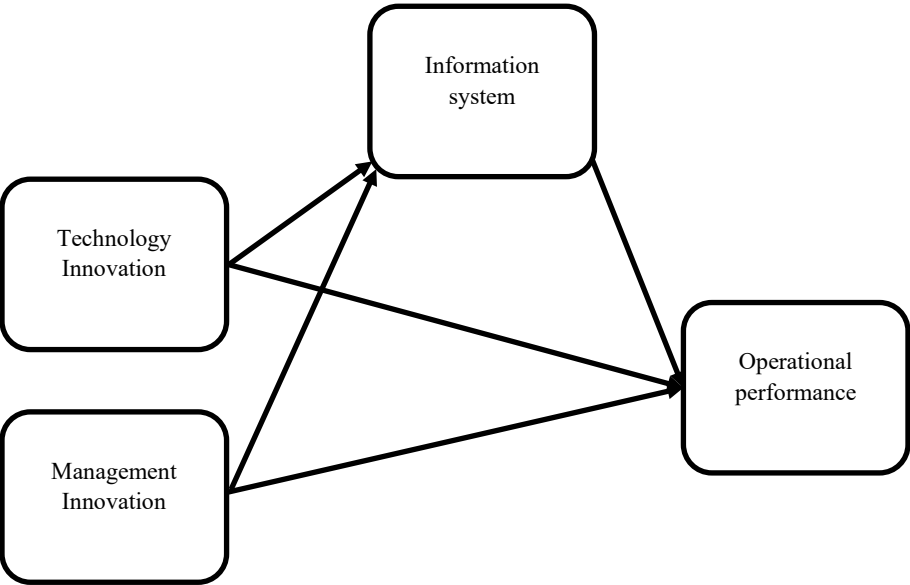 Information
system
Technology
Innovation
Operational
performance
Management
Innovation